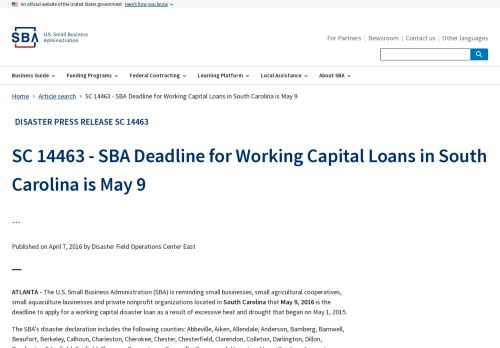 An official website of the United States government Here's how you know
SBA U.S. Small Business
Administration
For Partners Newsroom Contact us Other languages
Business Guide Funding Programs Federal Contracting Learning Platform Local Assistance About SBA
Home Article search SC 14463 - SBA Deadline for Working Capital Loans in South Carolina is May 9
DISASTER PRESS RELEASE SC 14463
SC 14463 - SBA Deadline for Working Capital Loans in South
Carolina is May 9
...
Published on April 7, 2016 by Disaster Field Operations Center East
ATLANTA - The U.S. Small Business Administration (SBA) is reminding small businesses, small agricultural cooperatives,
small aquaculture businesses and private nonprofit organizations located in South Carolina that May 9, 2016 is the
deadline to apply for a working capital disaster loan as a result of excessive heat and drought that began on May 1, 2015.
The SBA's disaster declaration includes the following counties: Abbeville, Aiken, Allendale, Anderson, Bamberg, Barnwell,
Beaufort, Berkeley, Calhoun, Charleston, Cherokee, Chester, Chesterfield, Clarendon, Colleton, Darlington, Dillon,